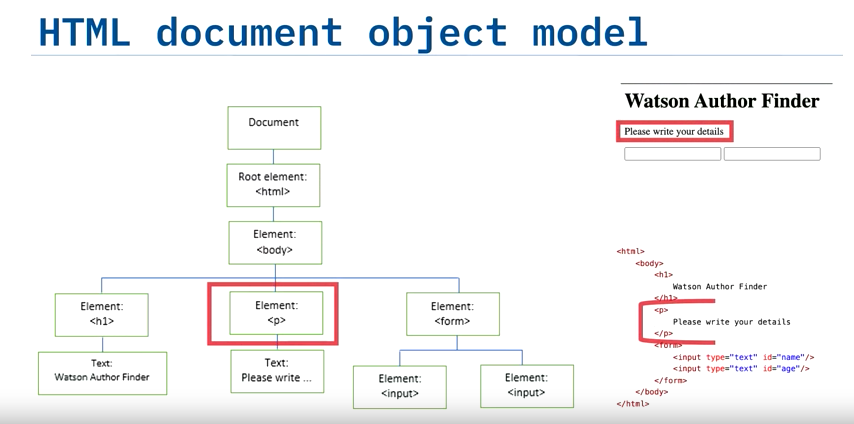 HTML document object model
Document
Root element:
<html>
Element:
<body>
Element:
<h1>
Element:
<p>
Element:
<form>
Text:
Watson Author Finder
Text:
Please write ...
Element:
<input>
Element:
<input>
Watson Author Finder
Please write your details
<html>
<body>
<h1>
Watson Author Finder
</h1>
<p>
Please write your details
</p>
<form>
<input type="text" id="name"/>
<input type="text" id="age"/>
</form>
</body>
</html>